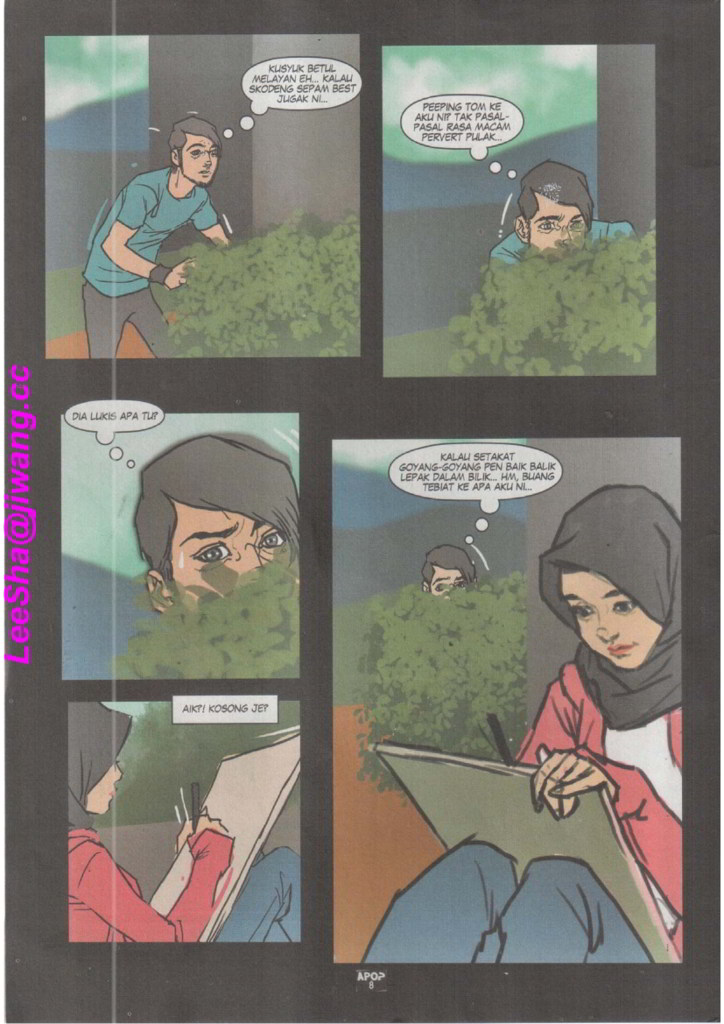 KUSYUK BETUL
MELAYAN EH... KALAU
SKODENG SEPAM BEST
JUGAK NI...
PEEPING TOM KE
AKU NI? TAK PASAL-
PASAL RASA MACAM
PERVERT PULAK...
DIA LUKIS APA TU?
KALAU SETAKAT
GOYANG-GOYANG PEN BAIK BALIK
LEPAK DALAM BILIK... HM, BUANG
TEBIAT KE APA AKU NI...
AIK?! KOSONG JE?
APOP
8
LeeSha@jiwang.cc